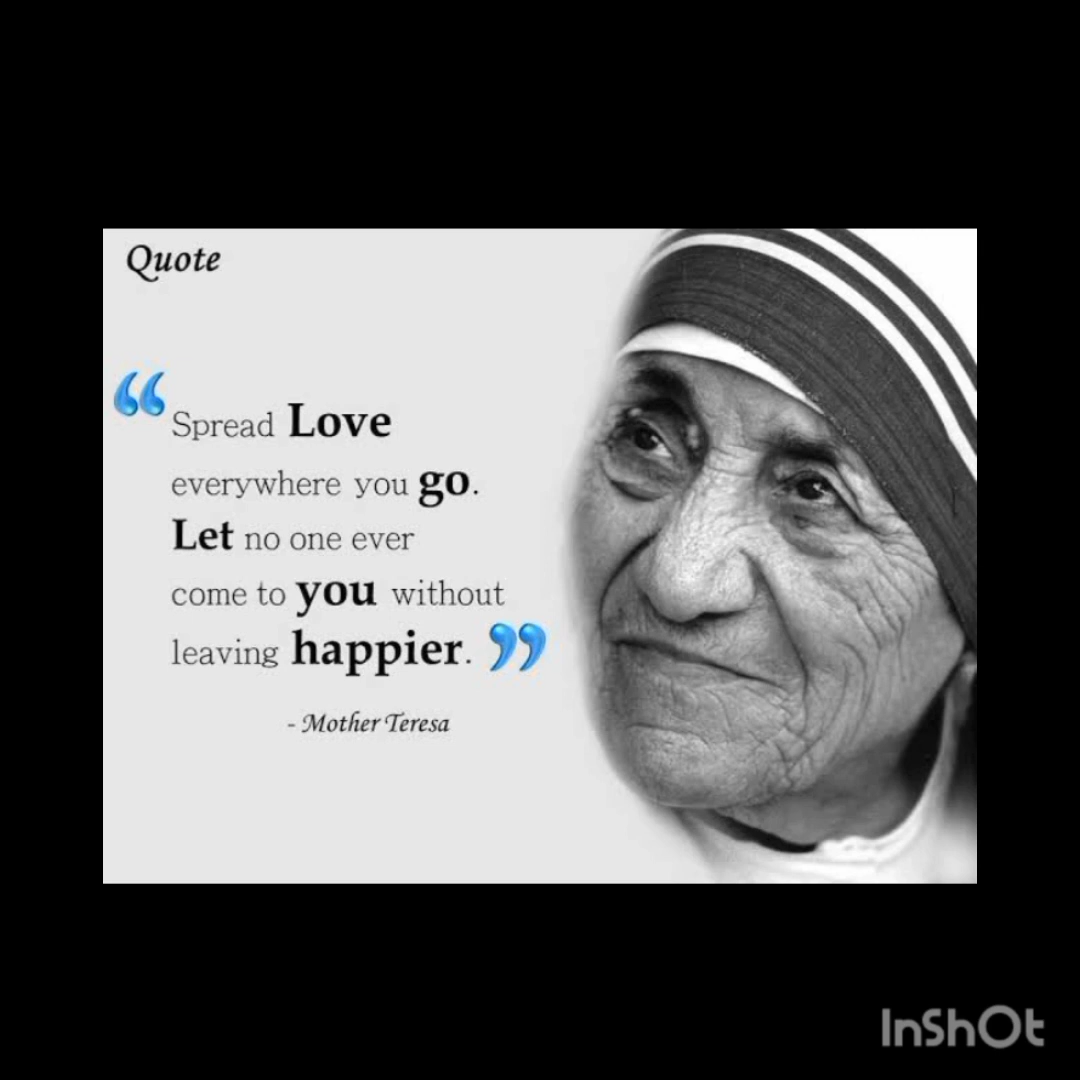 Quote
“Spread Love
everywhere you go.
Let no one ever
come to you without
leaving happier.”
- Mother Teresa
InShOt